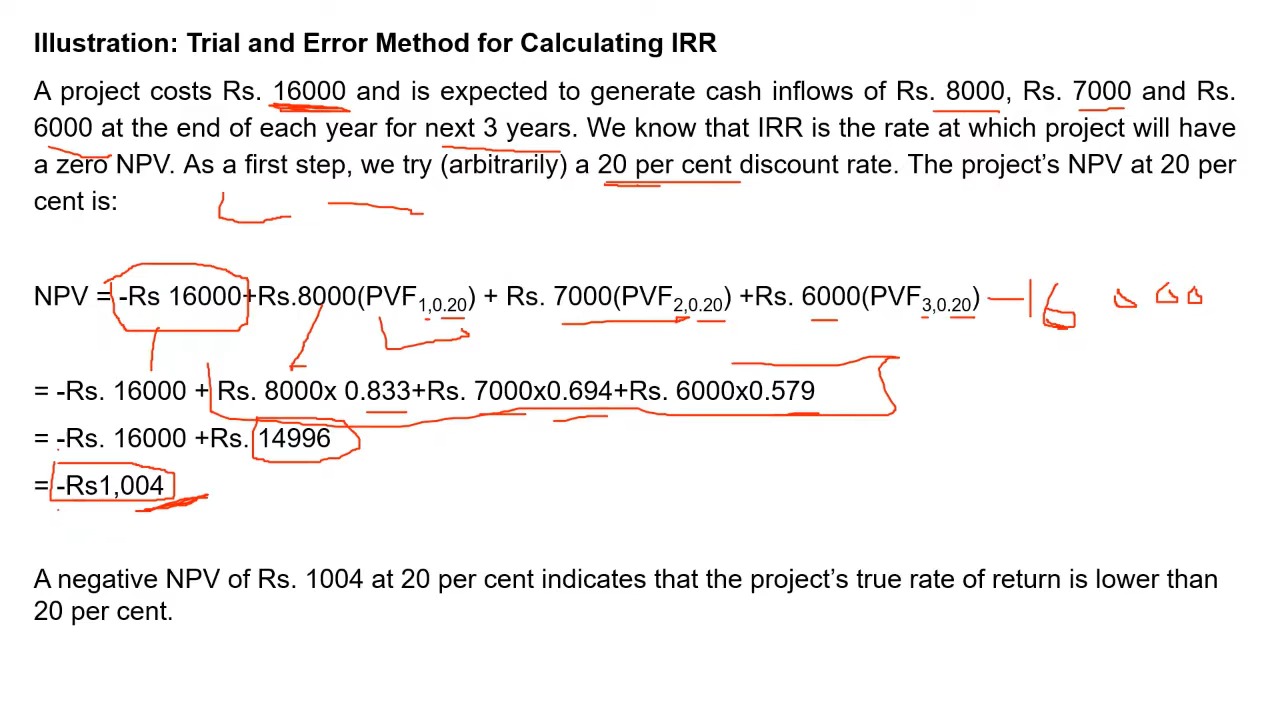 Illustration: Trial and Error Method for Calculating IRR
A project costs Rs. 16000 and is expected to generate cash inflows of Rs. 8000, Rs. 7000 and Rs.
6000 at the end of each year for next 3 years. We know that IRR is the rate at which project will have
a zero NPV. As a first step, we try (arbitrarily) a 20 per cent discount rate. The project’s NPV at 20 per
cent is:
NPV = -Rs 16000+Rs.8000(PVF1,0.20) + Rs. 7000(PVF2,0.20) +Rs. 6000(PVF3,0.20) —16 000
= -Rs. 16000 + Rs. 8000x 0.833+Rs. 7000x0.694+Rs. 6000x0.579
= -Rs. 16000 +Rs. 14996
= -Rs1,004
A negative NPV of Rs. 1004 at 20 per cent indicates that the project’s true rate of return is lower than
20 per cent.